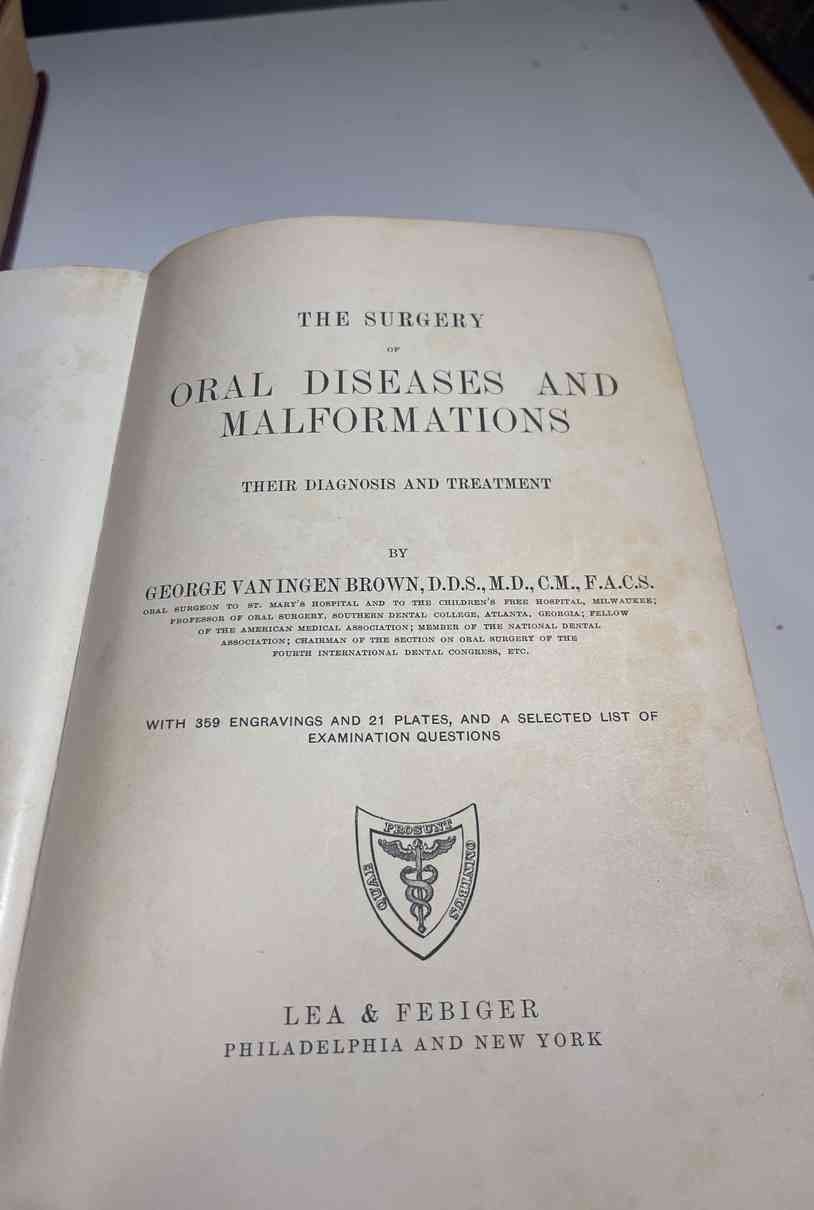 THE SURGERY
OF
ORAL DISEASES AND
MALFORMATIONS
THEIR DIAGNOSIS AND TREATMENT
BY
GEORGE VAN INGEN BROWN, D.D.S., M.D., C.M., F.A.C.S.
ORAL SURGEON TO ST. MARY'S HOSPITAL AND TO THE CHILDREN'S FREE HOSPITAL, MILWAUKEE;
PROFESSOR OF ORAL SURGERY, SOUTHERN DENTAL COLLEGE, ATLANTA, GEORGIA; FELLOW
OF THE AMERICAN MEDICAL ASSOCIATION; MEMBER OF THE NATIONAL DENTAL
ASSOCIATION; CHAIRMAN OF THE SECTION ON ORAL SURGERY OF THE
FOURTH INTERNATIONAL DENTAL CONGRESS, ETC.
WITH 359 ENGRAVINGS AND 21 PLATES, AND A SELECTED LIST OF
EXAMINATION QUESTIONS
QUAE
PROSUNT
OMNIBUS
LEA & FEBIGER
PHILADELPHIA AND NEW YORK